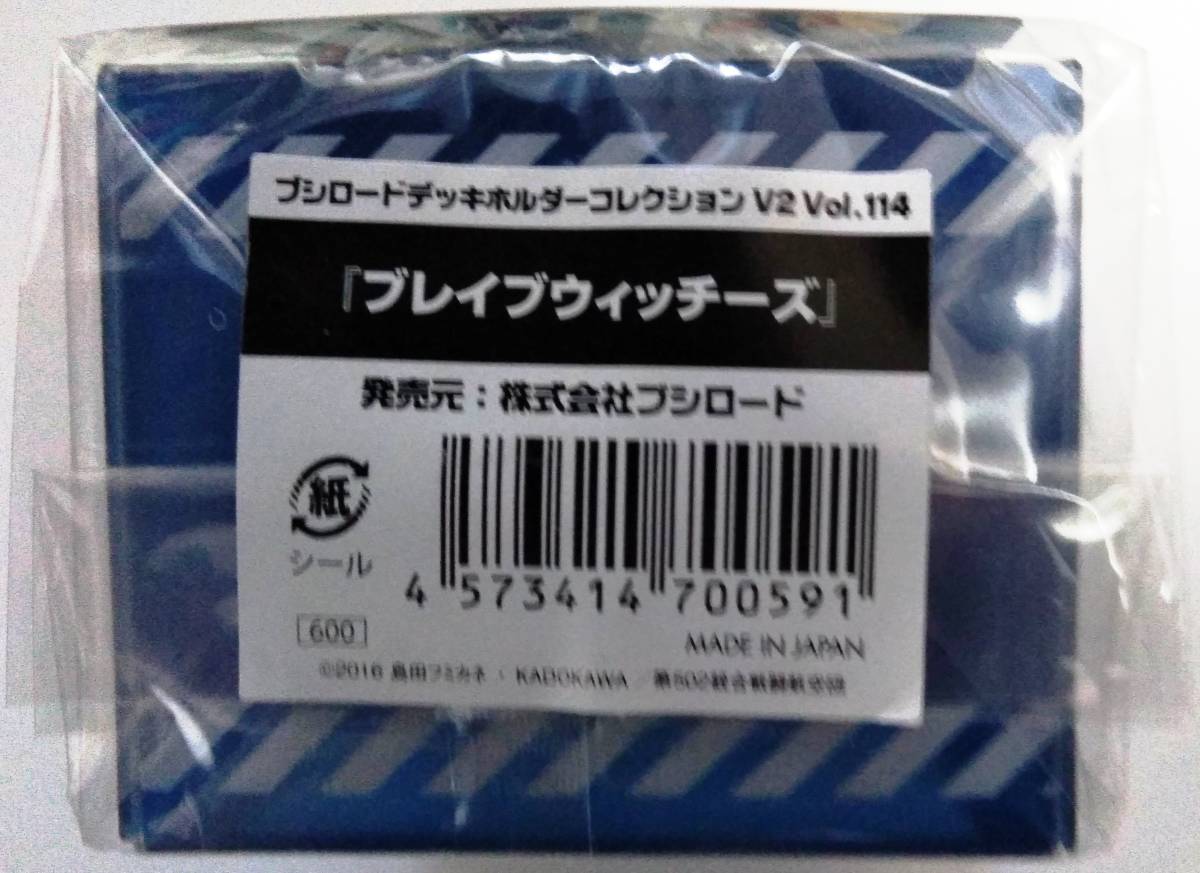 ブシロードデッキホルダーコレクション V2 Vol.114
『ブレイブウィッチーズ』
発売元：株式会社ブシロード
紙
シール
4 573414 700591
600
MADE IN JAPAN
©2016 島田フミカネ / KADOKAWA / 第502統合戦闘航空団